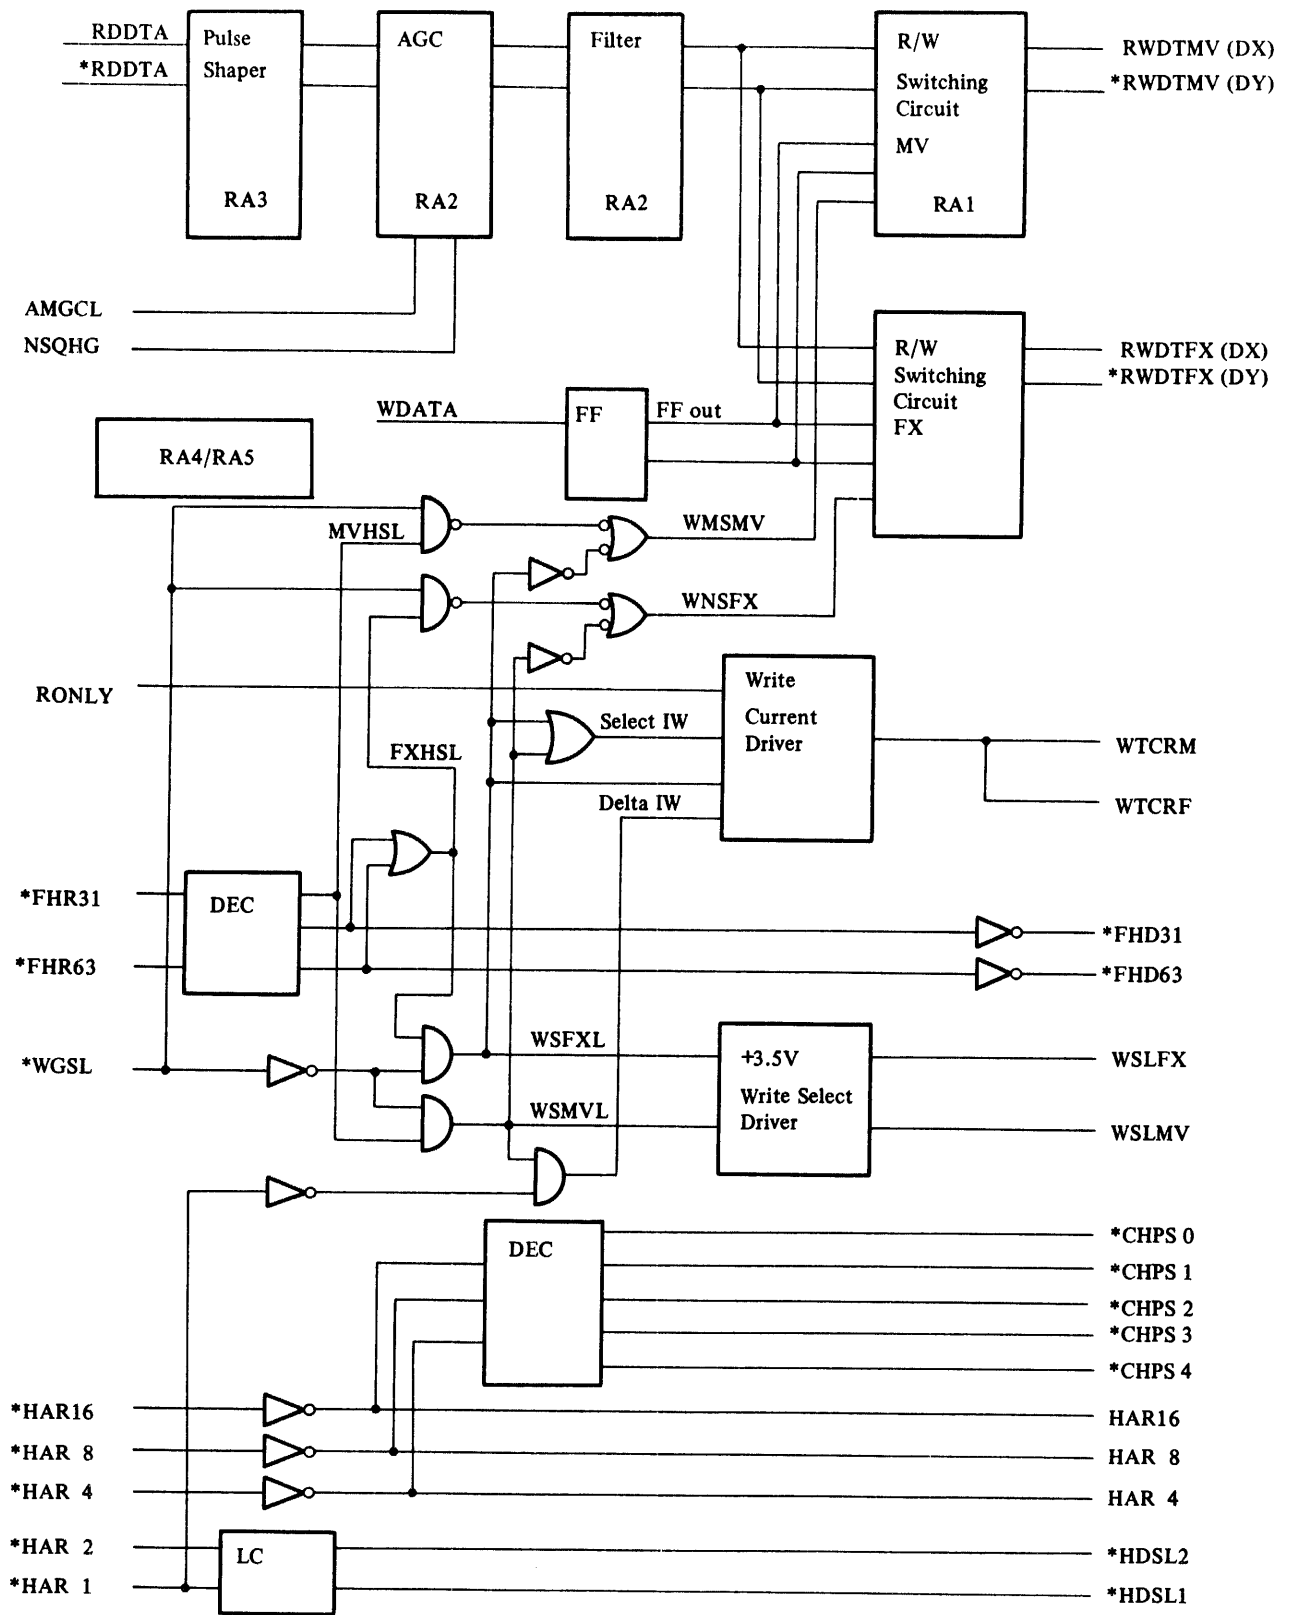 RDDTA
*RDDTA
Pulse
Shaper
RA3
AGC
RA2
Filter
RA2
R/W
Switching
Circuit
MV
RA1
RWDTMV (DX)
*RWDTMV (DY)
AMGCL
NSQHG
R/W
Switching
Circuit
FX
RWDTFX (DX)
*RWDTFX (DY)
WDATA
FF
FF out
RA4/RA5
MVHSL
WMSMV
WNSFX
RONLY
Write
Current
Driver
Select IW
FXHSL
Delta IW
WTCRM
WTCRF
*FHR31
DEC
*FHR63
*FHD31
*FHD63
*WGSL
WSFXL
+3.5V
Write Select
Driver
WSLFX
WSMVL
WSLMV
DEC
*CHPS 0
*CHPS 1
*CHPS 2
*CHPS 3
*CHPS 4
*HAR16
HAR16
*HAR 8
HAR 8
*HAR 4
HAR 4
*HAR 2
LC
*HDSL2
*HAR 1
*HDSL1